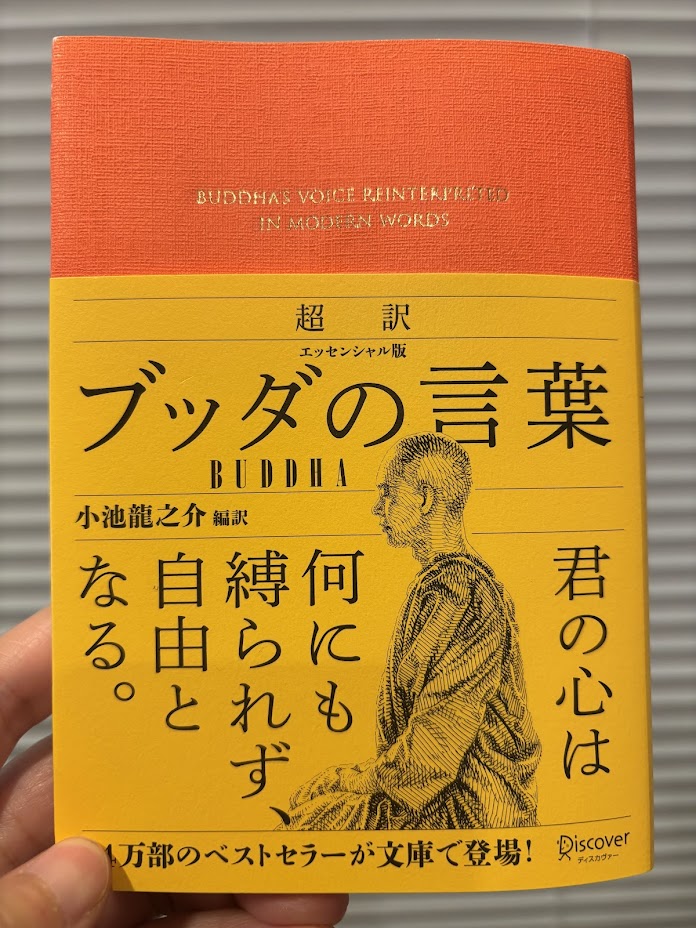 BUDDHA'S VOICE REINTERPRETED
IN MODERN WORDS
超訳
エッセンシャル版
ブッダの言葉
BUDDHA
小池龍之介 編訳
君の心は
何にも
縛られず、
自由と
なる。
4万部のベストセラーが文庫で登場!
Discover
ディスカヴァー